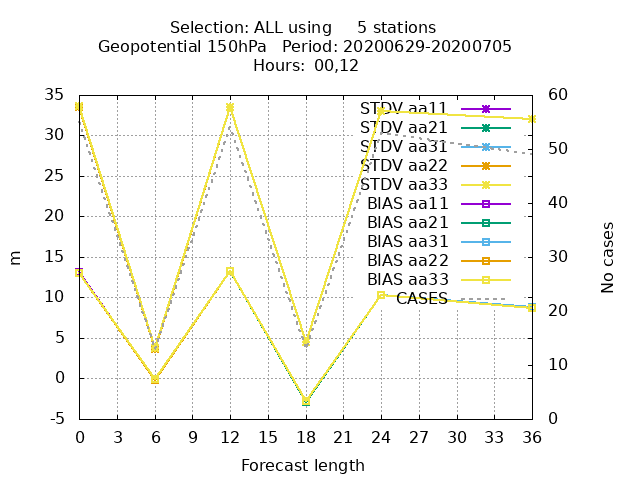 Selection: ALL using     5 stations
Geopotential 150hPa   Period: 20200629-20200705
Hours:  00,12
35
30
25
20
15
10
5
0
-5
m
60
50
40
30
20
10
0
No cases
STDV aa11
STDV aa21
STDV aa31
STDV aa22
STDV aa33
BIAS aa11
BIAS aa21
BIAS aa31
BIAS aa22
BIAS aa33
CASES
0 3 6 9 12 15 18 21 24 27 30 33 36
Forecast length